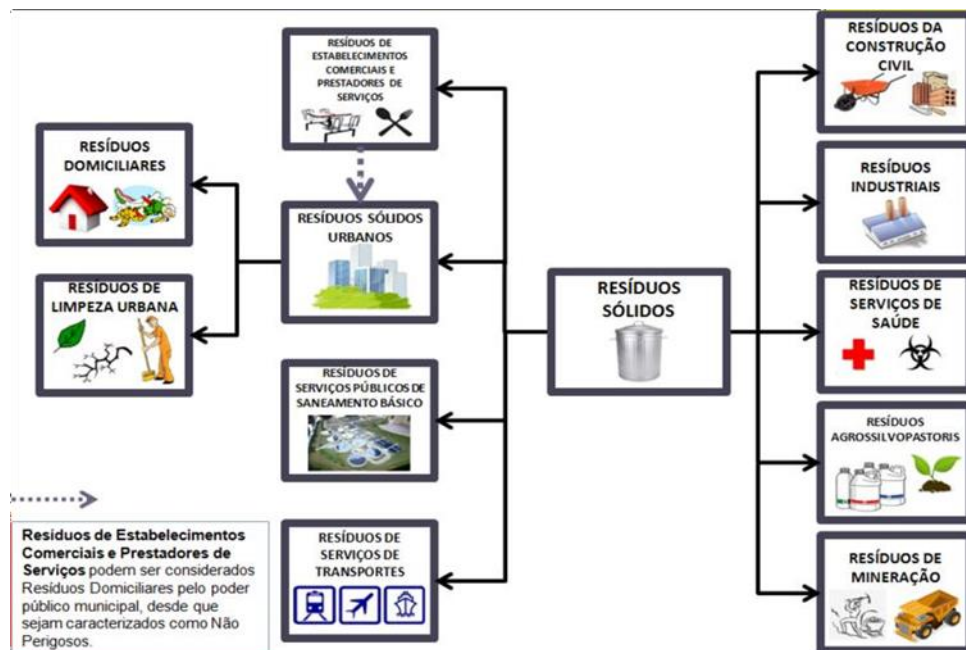 RESÍDUOS DE
ESTABELECIMENTOS
COMERCIAIS E
PRESTADORES DE
SERVIÇOS
RESÍDUOS
DOMICILIARES
RESÍDUOS DE
LIMPEZA URBANA
RESÍDUOS SÓLIDOS
URBANOS
RESÍDUOS DE
SERVIÇOS PÚBLICOS DE
SANEAMENTO BÁSICO
RESÍDUOS DE
SERVIÇOS DE
TRANSPORTES
RESÍDUOS
SÓLIDOS
RESÍDUOS DA
CONSTRUÇÃO
CIVIL
RESÍDUOS
INDUSTRIAIS
RESÍDUOS DE
SERVIÇOS DE
SAÚDE
RESÍDUOS
AGROSSILVOPASTORIS
RESÍDUOS DE
MINERAÇÃO
Resíduos de Estabelecimentos
Comerciais e Prestadores de
Serviços podem ser considerados
Resíduos Domiciliares pelo poder
público municipal, desde que
sejam caracterizados como Não
Perigosos.